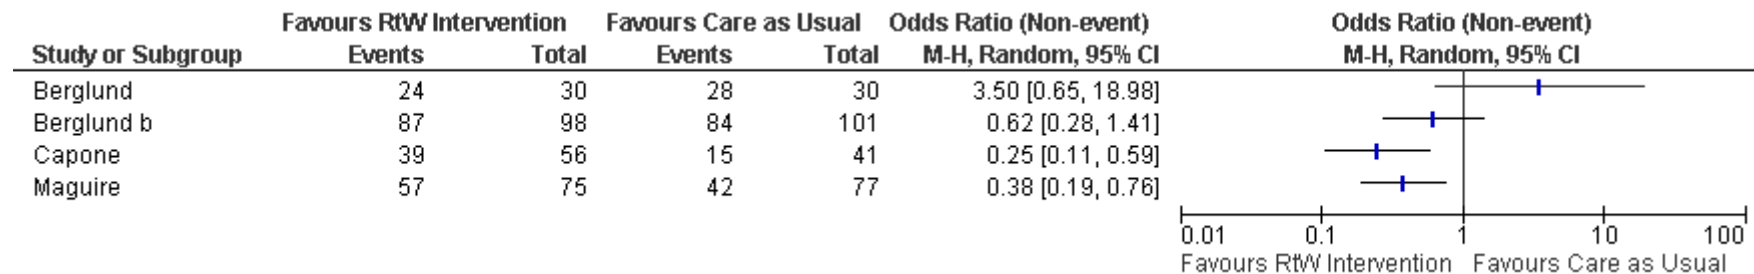 Favours RtW Intervention Favours Care as Usual Odds Ratio (Non-event) Odds Ratio (Non-event)
Study or Subgroup Events Total Events Total M-H, Random, 95% CI M-H, Random, 95% CI
Berglund 24 30 28 30 3.50 [0.65, 18.98]
Berglund b 87 98 84 101 0.62 [0.28, 1.41]
Capone 39 56 15 41 0.25 [0.11, 0.59]
Maguire 57 75 42 77 0.38 [0.19, 0.76]
0.01 0.1 1 10 100
Favours RtW Intervention Favours Care as Usual